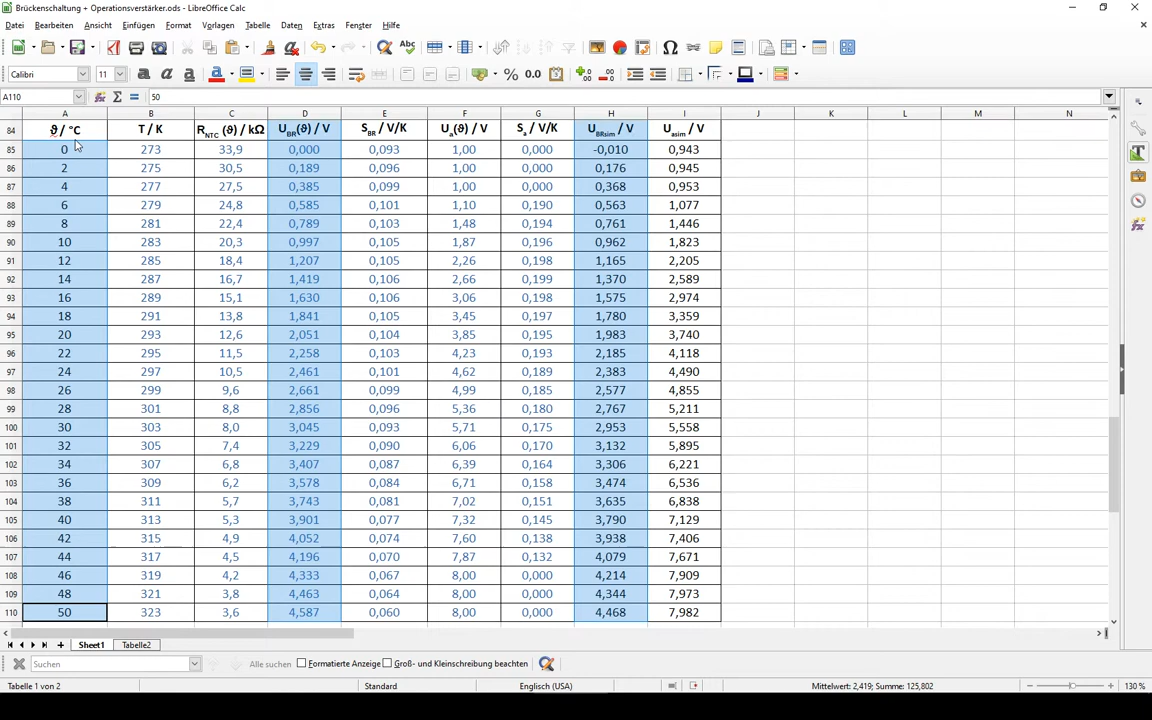 Brückenschaltung + Operationsverstärker.ods - LibreOffice Calc
Datei Bearbeiten Ansicht Einfügen Format Vorlagen Tabelle Daten Extras Fenster Hilfe
Calibri 11
A110 50
A B C D E F G H I J K L M N
84 ϑ / °C T / K R_NTC (ϑ) / kΩ U_BR(ϑ) / V S_BR / V/K U_a(ϑ) / V S_a / V/K U_BRsim / V U_asim / V
85 0 273 33,9 0,000 0,093 1,00 0,000 -0,010 0,943
86 2 275 30,5 0,189 0,096 1,00 0,000 0,176 0,945
87 4 277 27,5 0,385 0,099 1,00 0,000 0,368 0,953
88 6 279 24,8 0,585 0,101 1,10 0,190 0,563 1,077
89 8 281 22,4 0,789 0,103 1,48 0,194 0,761 1,446
90 10 283 20,3 0,997 0,105 1,87 0,196 0,962 1,823
91 12 285 18,4 1,207 0,105 2,26 0,198 1,165 2,205
92 14 287 16,7 1,419 0,106 2,66 0,199 1,370 2,589
93 16 289 15,1 1,630 0,106 3,06 0,198 1,575 2,974
94 18 291 13,8 1,841 0,105 3,45 0,197 1,780 3,359
95 20 293 12,6 2,051 0,104 3,85 0,195 1,983 3,740
96 22 295 11,5 2,258 0,103 4,23 0,193 2,185 4,118
97 24 297 10,5 2,461 0,101 4,62 0,189 2,383 4,490
98 26 299 9,6 2,661 0,099 4,99 0,185 2,577 4,855
99 28 301 8,8 2,856 0,096 5,36 0,180 2,767 5,211
100 30 303 8,0 3,045 0,093 5,71 0,175 2,953 5,558
101 32 305 7,4 3,229 0,090 6,06 0,170 3,132 5,895
102 34 307 6,8 3,407 0,087 6,39 0,164 3,306 6,221
103 36 309 6,2 3,578 0,084 6,71 0,158 3,474 6,536
104 38 311 5,7 3,743 0,081 7,02 0,151 3,635 6,838
105 40 313 5,3 3,901 0,077 7,32 0,145 3,790 7,129
106 42 315 4,9 4,052 0,074 7,60 0,138 3,938 7,406
107 44 317 4,5 4,196 0,070 7,87 0,132 4,079 7,671
108 46 319 4,2 4,333 0,067 8,00 0,000 4,214 7,909
109 48 321 3,8 4,463 0,064 8,00 0,000 4,344 7,973
110 50 323 3,6 4,587 0,060 8,00 0,000 4,468 7,982
Sheet1 Tabelle2
Suchen Alle suchen Formatierte Anzeige Groß- und Kleinschreibung beachten
Tabelle 1 von 2 Standard Englisch (USA) Mittelwert: 2,419; Summe: 125,802 130 %